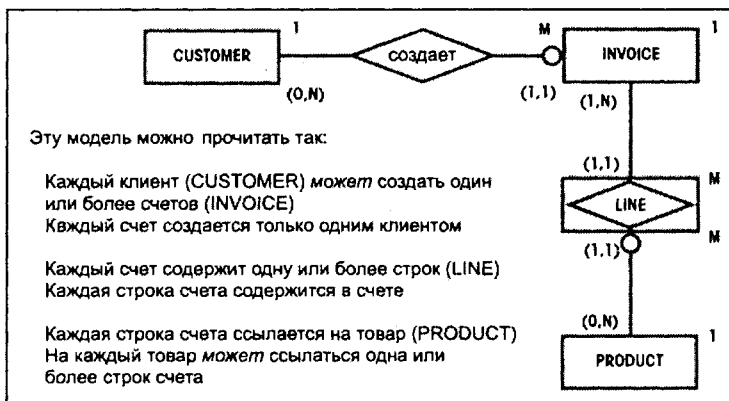 1
M
1
CUSTOMER
создает
INVOICE
(0,N)
(1,1)
(1,N)
Эту модель можно прочитать так:
(1,1)
M
Каждый клиент (CUSTOMER) может создать один
или более счетов (INVOICE)
LINE
Квждый счет создается только одним клиентом
M
(1,1)
Каждый счет содержит одну или более строк (LINE)
Каждая строка счета содержится в счете
(0,N)
Каждая строка счета ссылается на товар (PRODUCT)
1
На каждый товар может ссылаться одна или
PRODUCT
более строк счета